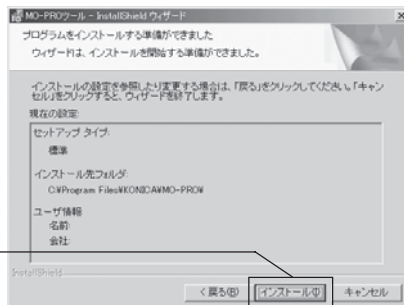 MO-PROツール - InstallShield ウィザード
プログラムをインストールする準備ができました
ウィザードは、インストールを開始する準備ができました。
インストールの設定を参照したり変更する場合は、「戻る」をクリックしてください。「キャン
セル」をクリックすると、ウィザードを終了します。
現在の設定:
セットアップ タイプ:
標準
インストール先フォルダ:
C:¥Program Files¥KONICA¥MO-PRO¥
ユーザ情報
名前:
会社:
InstallShield
< 戻る(B)
インストール(I)
キャンセル